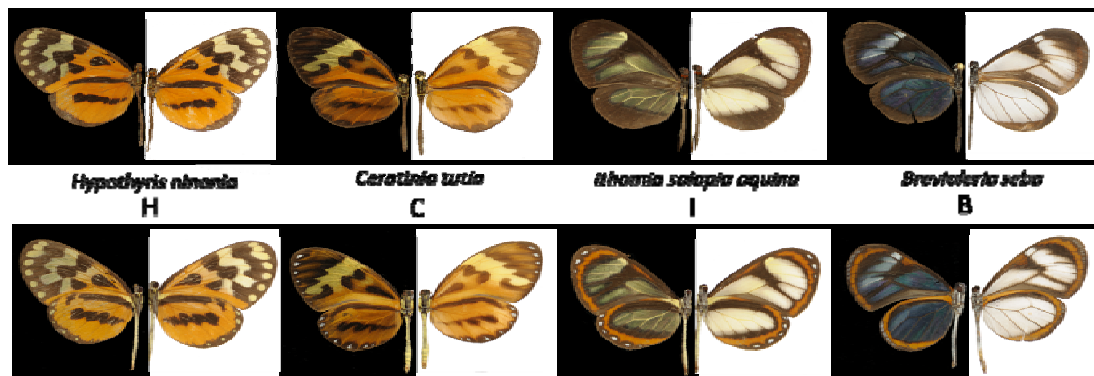 Hypothyris ninonia
Ceratinia tutia
Ithomia salapia aquina
Brevioleria seba
H
C
I
B